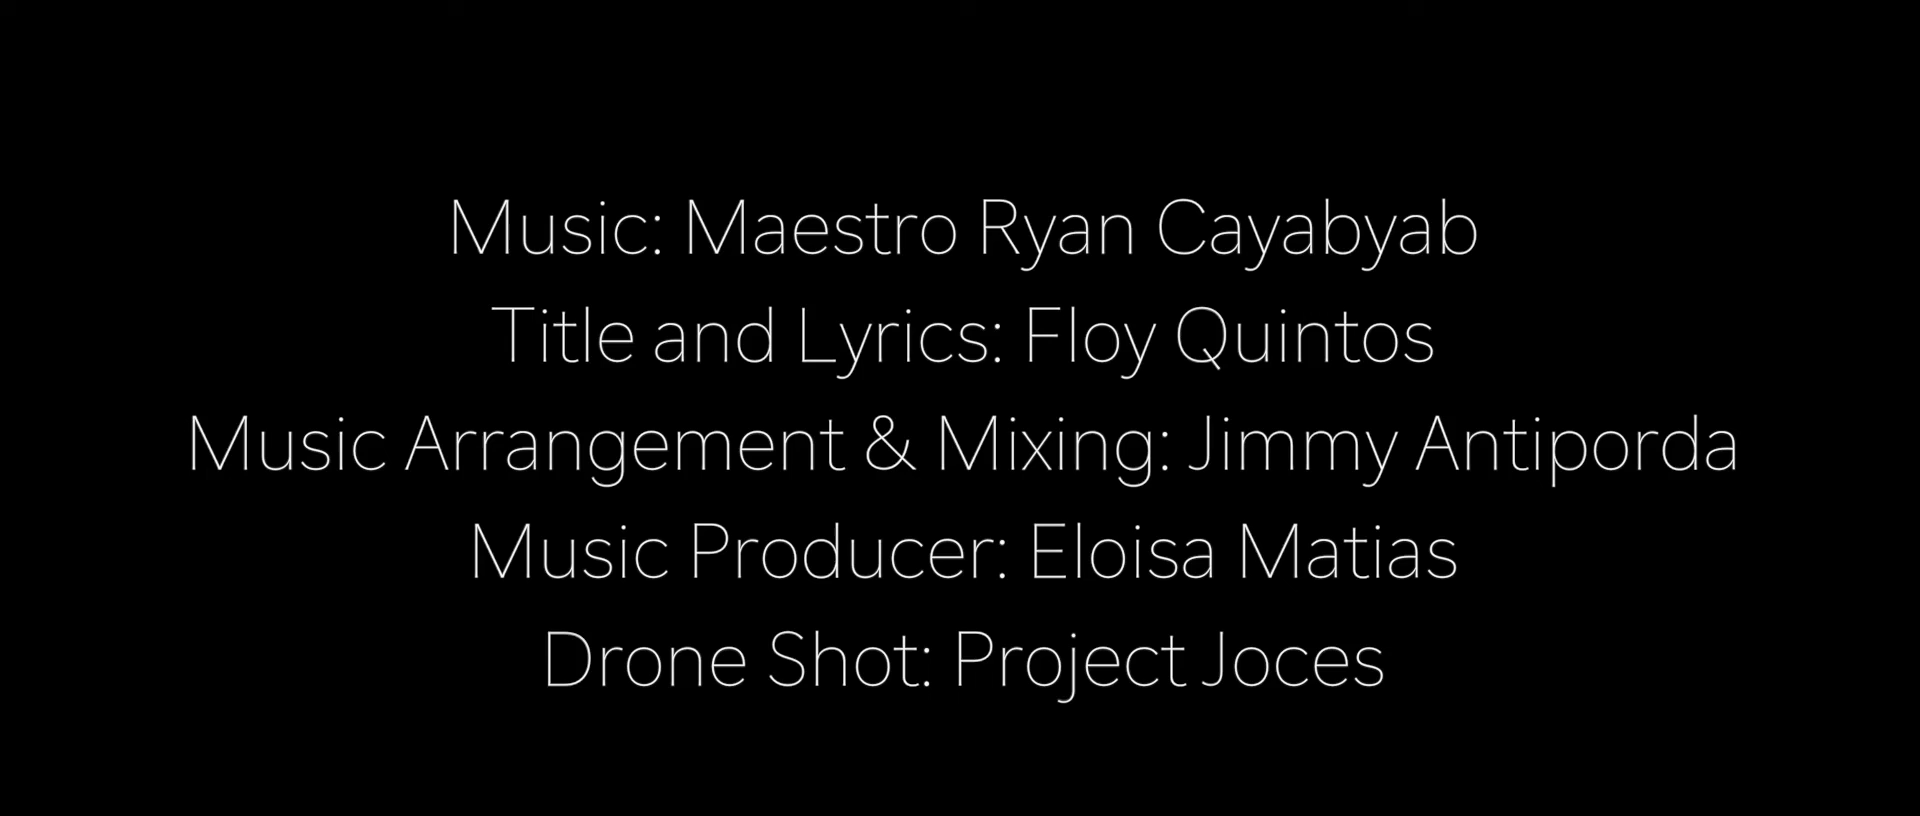 Music: Maestro Ryan Cayabyab
Title and Lyrics: Floy Quintos
Music Arrangement & Mixing: Jimmy Antiporda
Music Producer: Eloisa Matias
Drone Shot: Project Joces